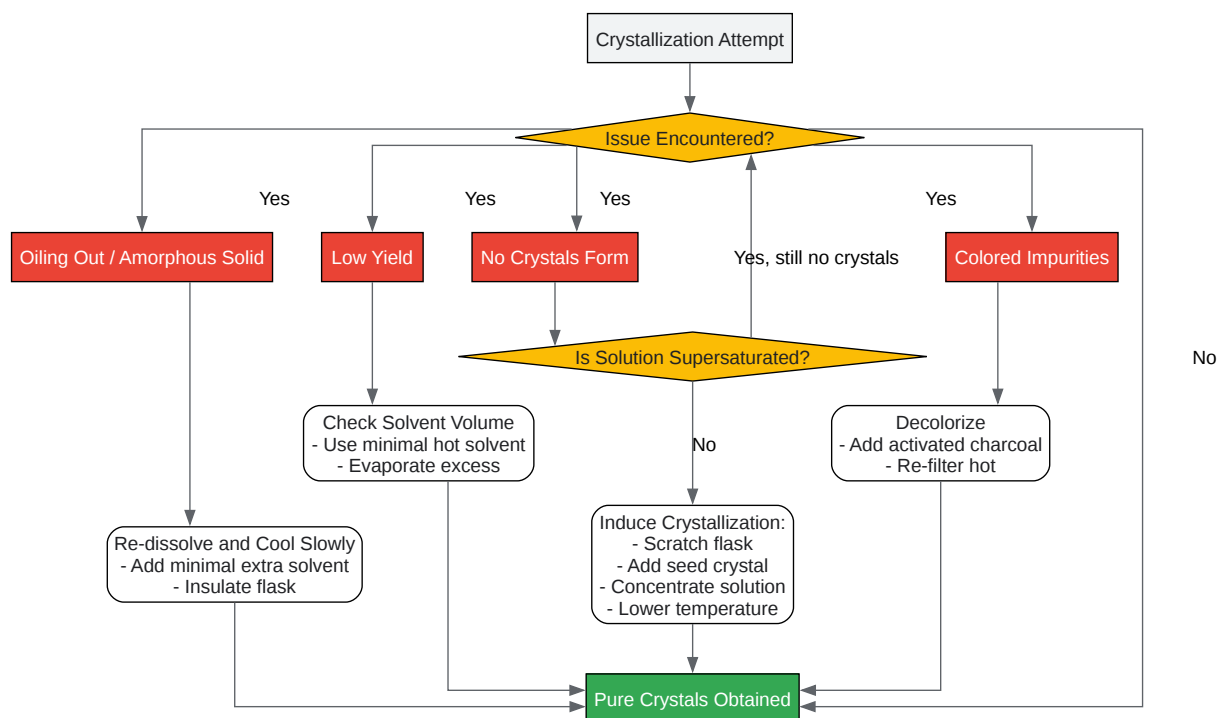 Crystallization Attempt
Issue Encountered?
Yes
Yes
Yes
Yes
Oiling Out / Amorphous Solid
Low Yield
No Crystals Form
Yes, still no crystals
Colored Impurities
Is Solution Supersaturated?
No
Check Solvent Volume
- Use minimal hot solvent
- Evaporate excess
No
Decolorize
- Add activated charcoal
- Re-filter hot
Re-dissolve and Cool Slowly
- Add minimal extra solvent
- Insulate flask
Induce Crystallization:
- Scratch flask
- Add seed crystal
- Concentrate solution
- Lower temperature
Pure Crystals Obtained